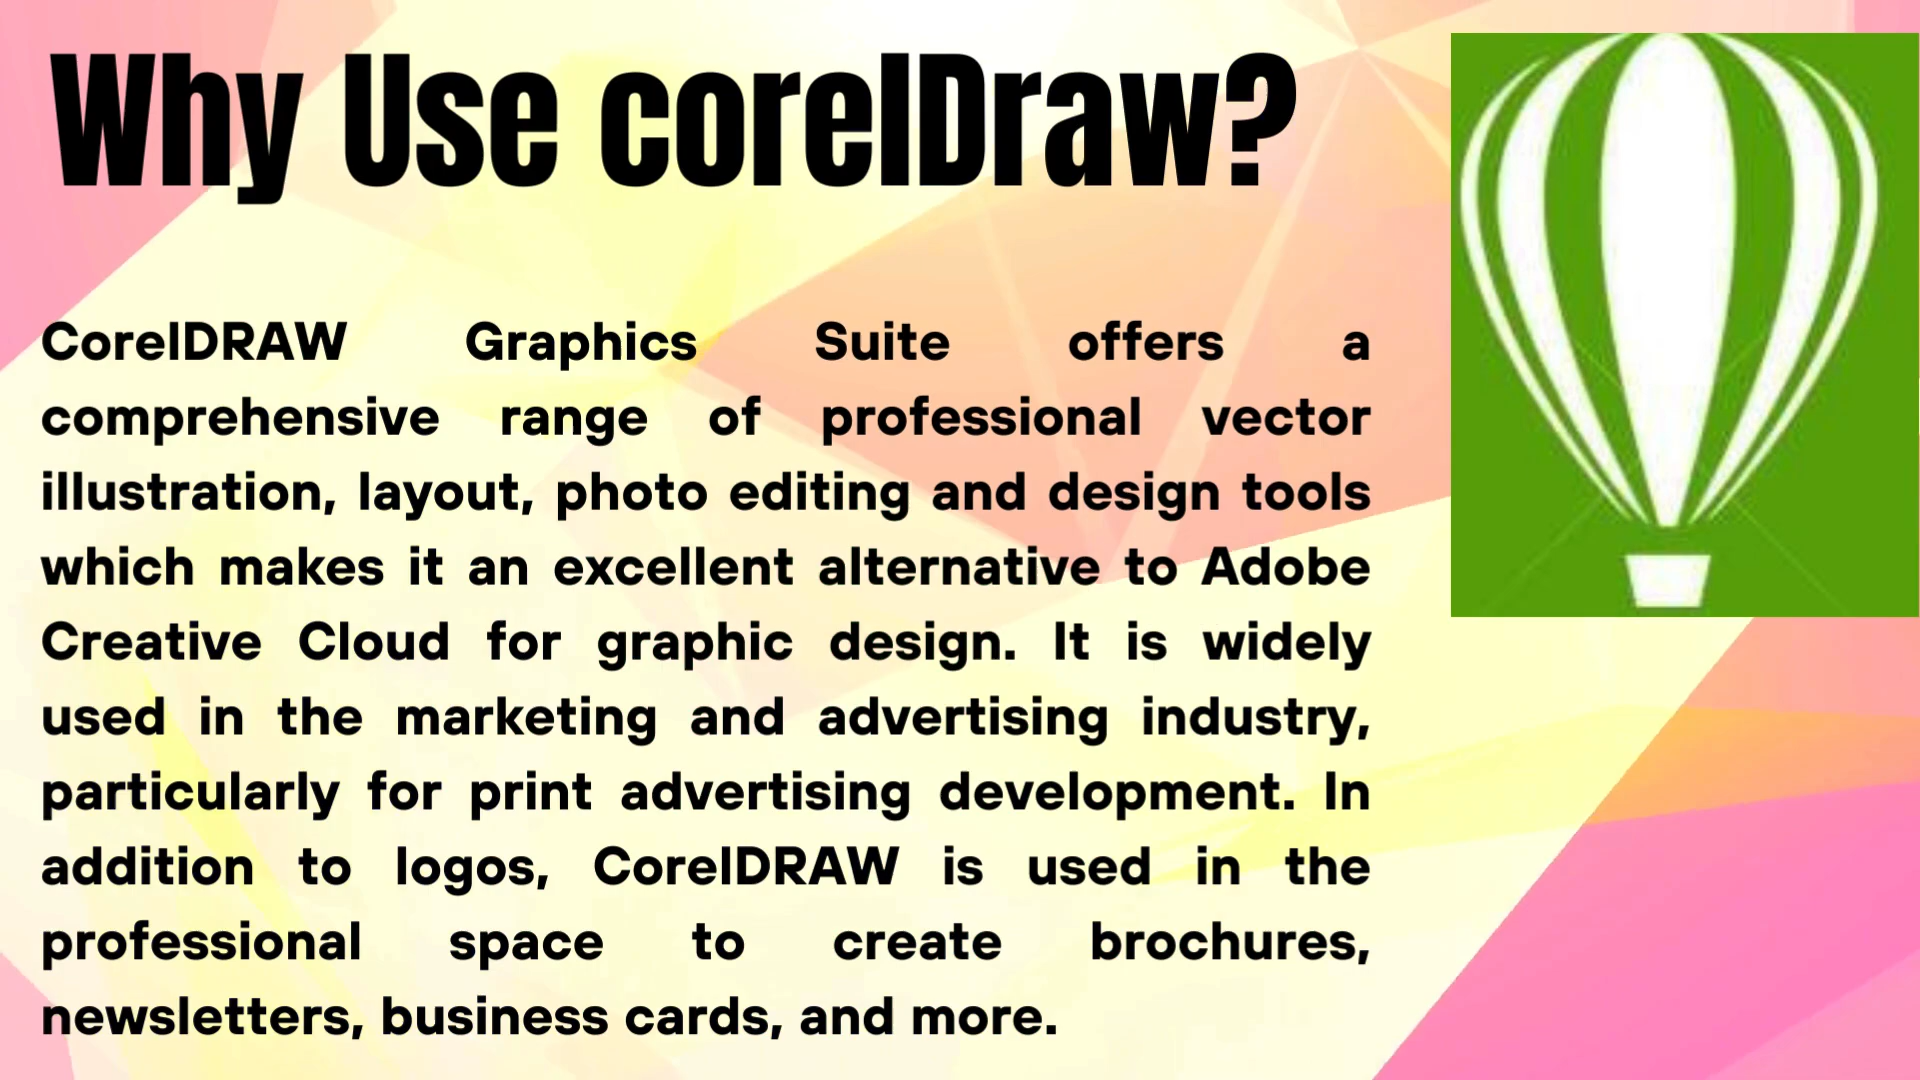 Why Use corelDraw?
CorelDRAW Graphics Suite offers a
comprehensive range of professional vector
illustration, layout, photo editing and design tools
which makes it an excellent alternative to Adobe
Creative Cloud for graphic design. It is widely
used in the marketing and advertising industry,
particularly for print advertising development. In
addition to logos, CorelDRAW is used in the
professional space to create brochures,
newsletters, business cards, and more.